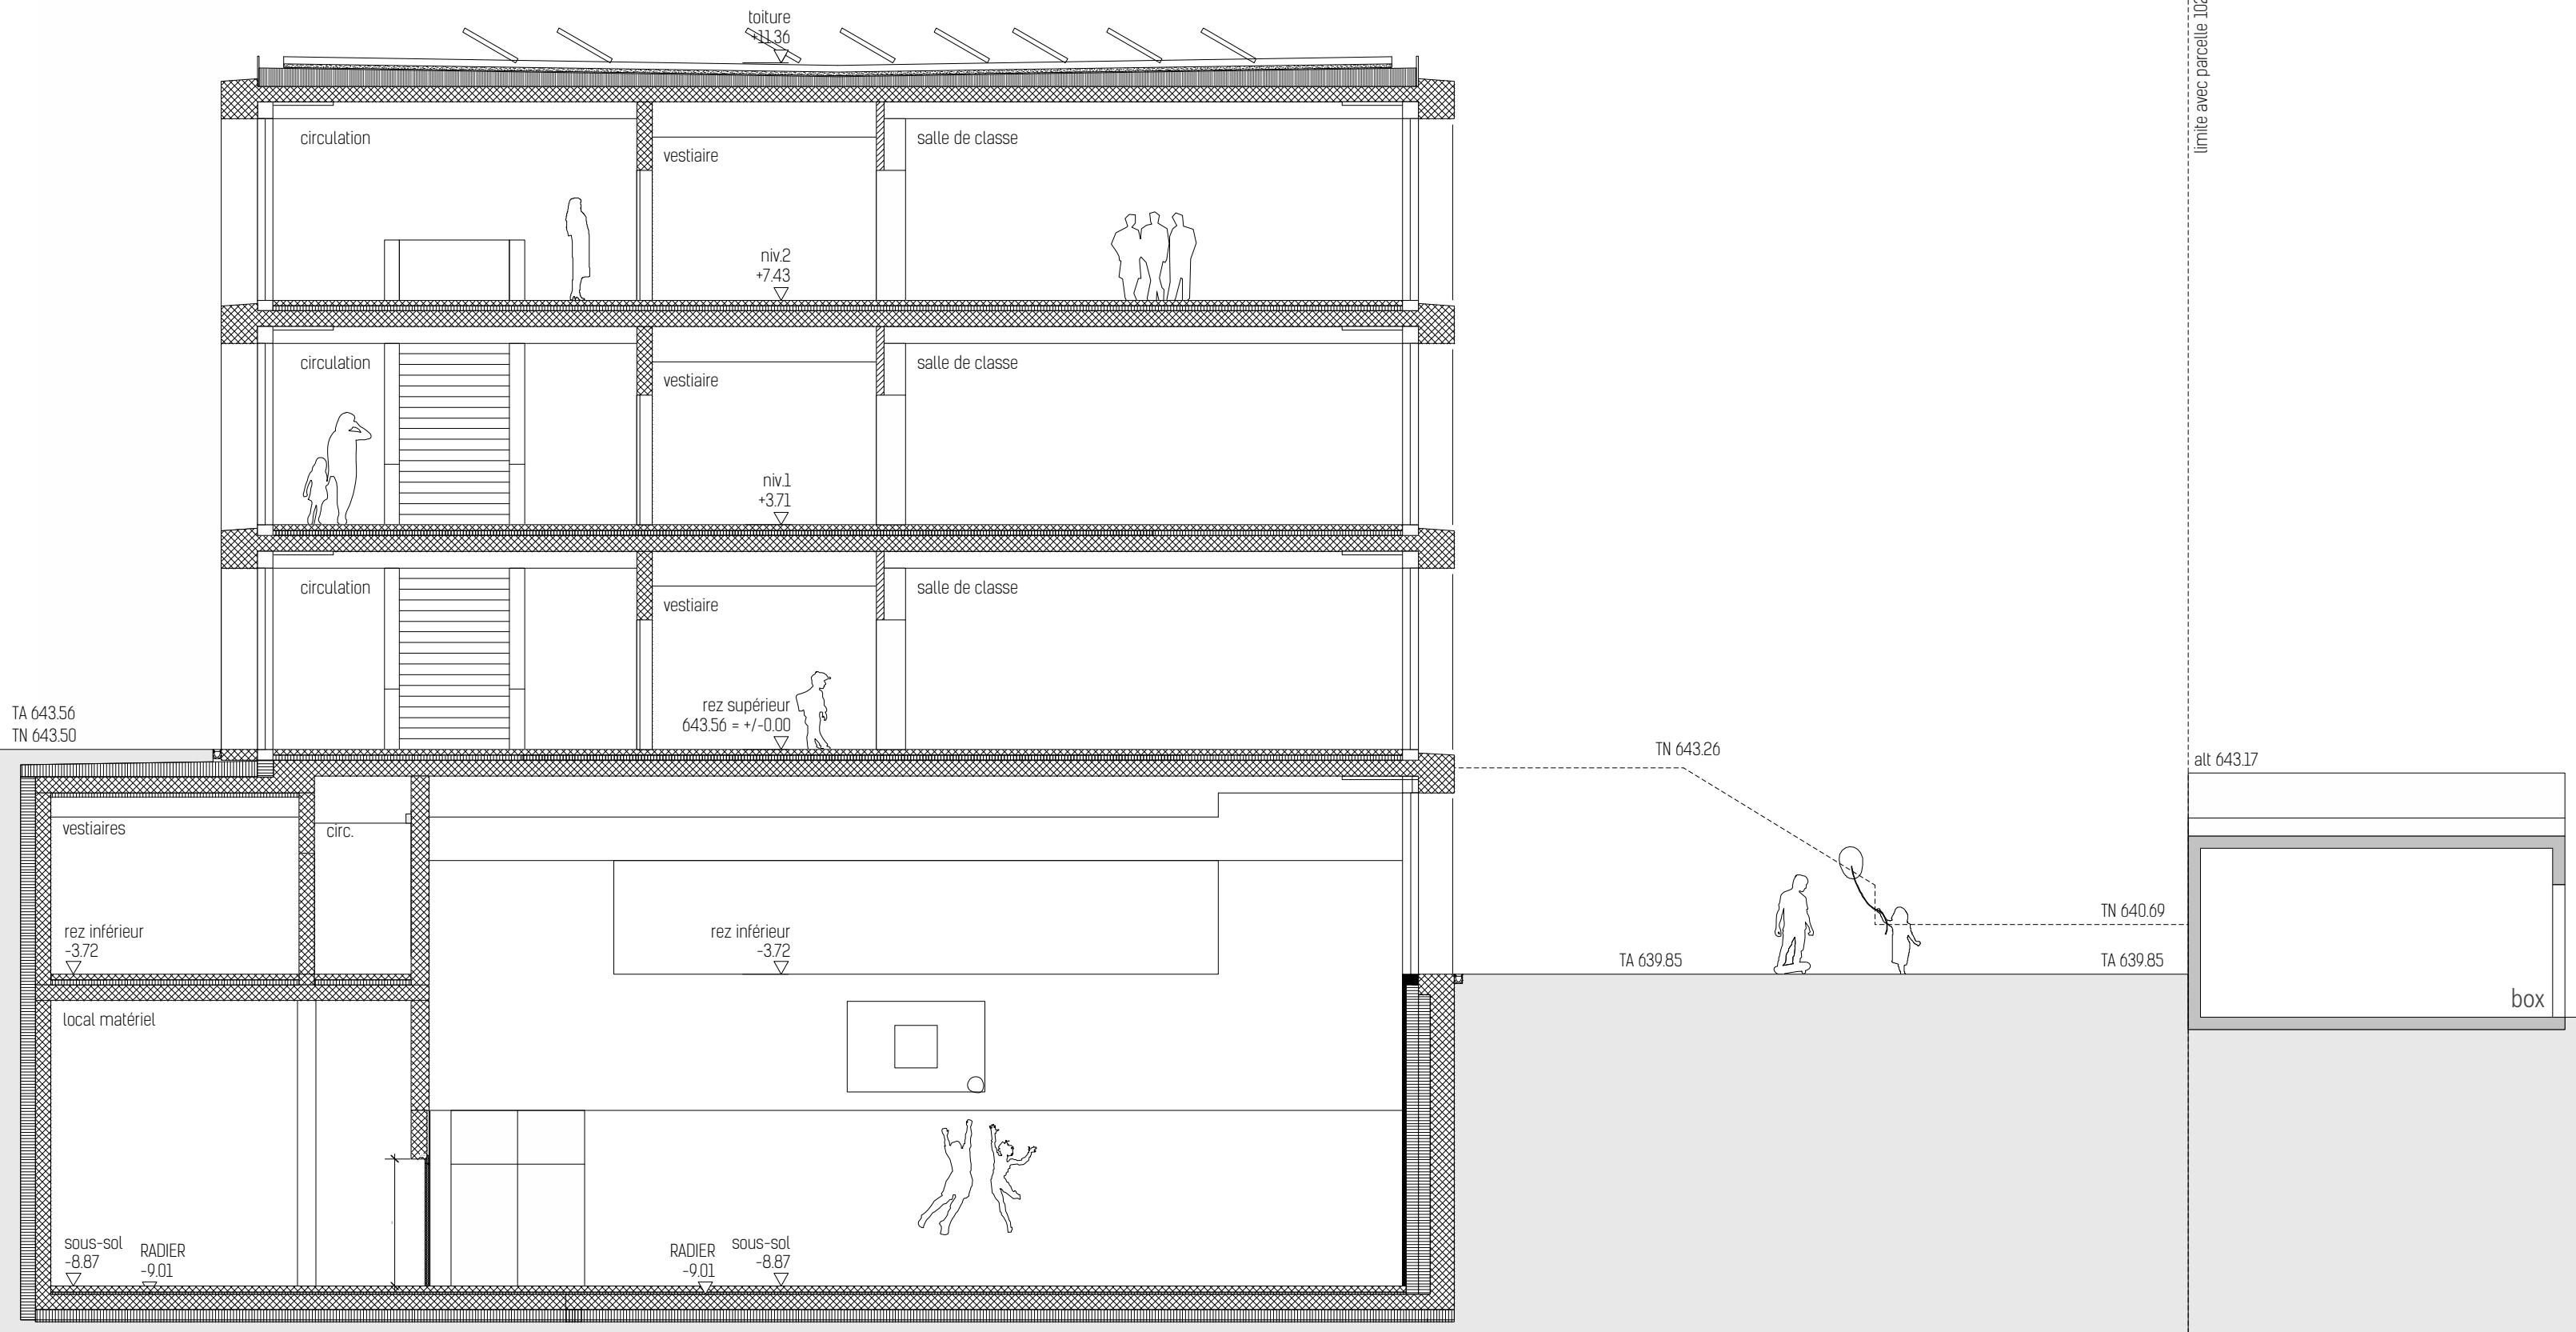 toiture
+11.36
limite avec parcelle 102
circulation
vestiaire
salle de classe
niv.2
+7.43
circulation
vestiaire
salle de classe
niv.1
+3.71
circulation
vestiaire
salle de classe
rez supérieur
643.56 = +/-0.00
TA 643.56
TN 643.50
TN 643.26
alt 643.17
vestiaires
circ.
rez inférieur
-3.72
rez inférieur
-3.72
TN 640.69
TA 639.85
TA 639.85
box
local matériel
sous-sol
-8.87
RADIER
-9.01
RADIER
-9.01
sous-sol
-8.87